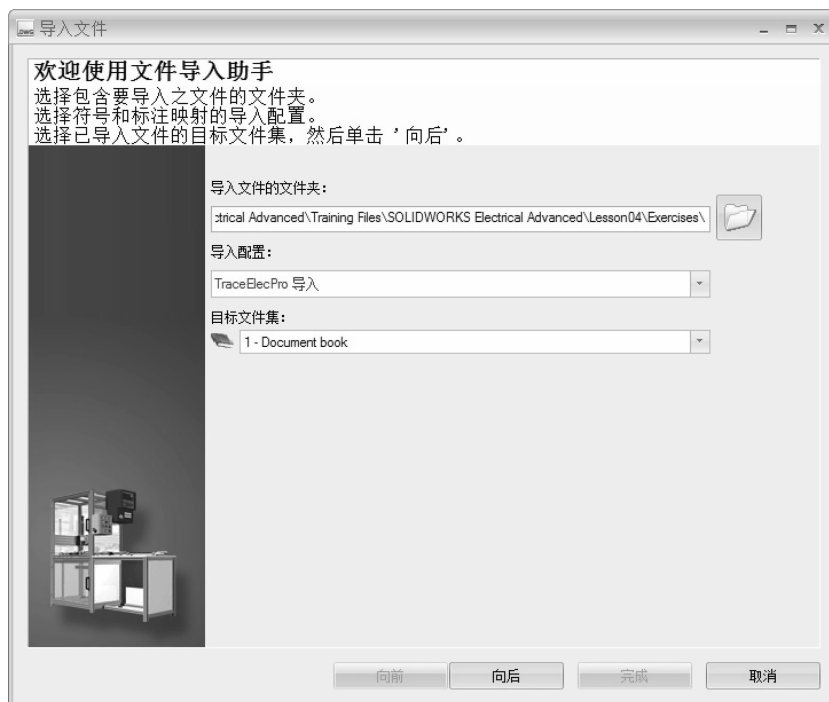 导入文件
欢迎使用文件导入助手
选择包含要导入之文件的文件夹。
选择符号和标注映射的导入配置。
选择已导入文件的目标文件集，然后单击 '向后'。
导入文件的文件夹：
:trical Advanced\Training Files\SOLIDWORKS Electrical Advanced\Lesson04\Exercises\
导入配置：
TraceElecPro 导入
目标文件集：
1 - Document book
向前 向后 完成 取消